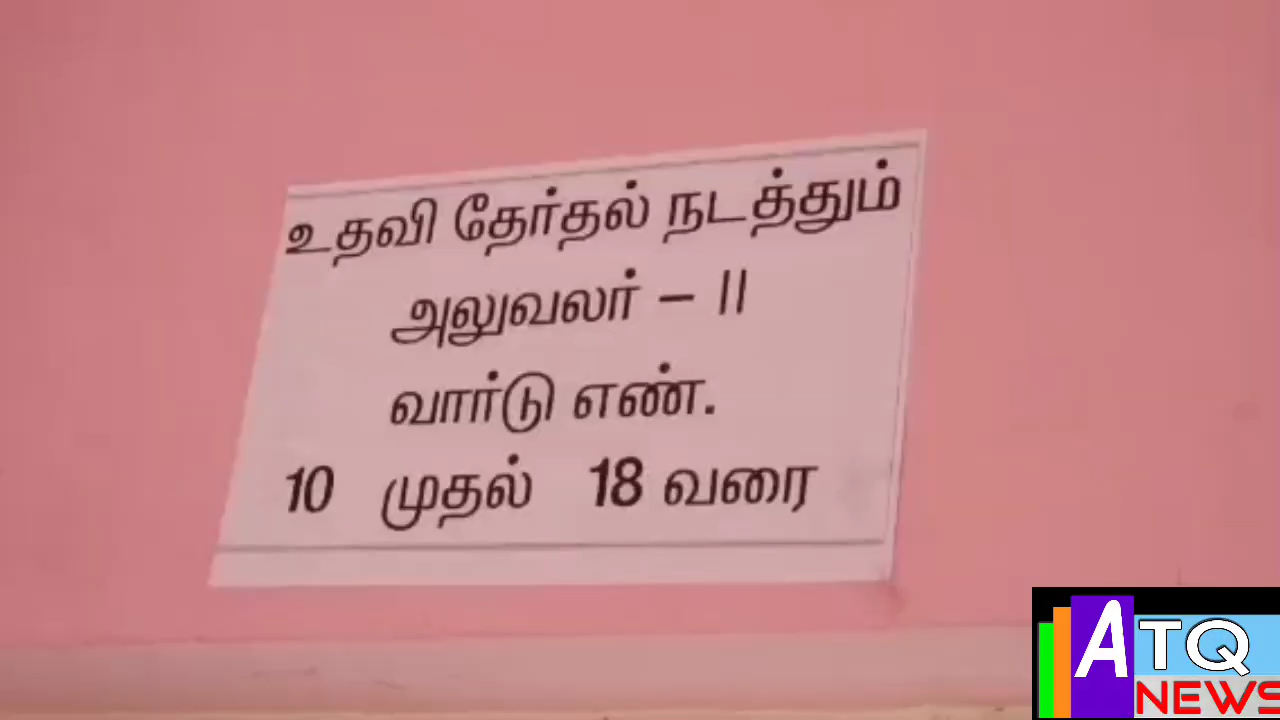 உதவி தேர்தல் நடத்தும்
அலுவலர் – II
வார்டு எண்.
10 முதல் 18 வரை
ATQ
NEWS